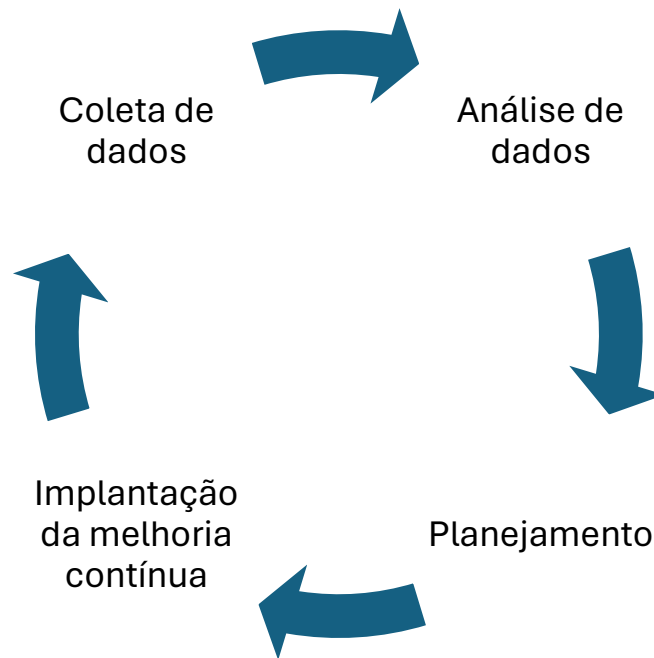 Coleta de
dados
Análise de
dados
Planejamento
Implantação
da melhoria
contínua